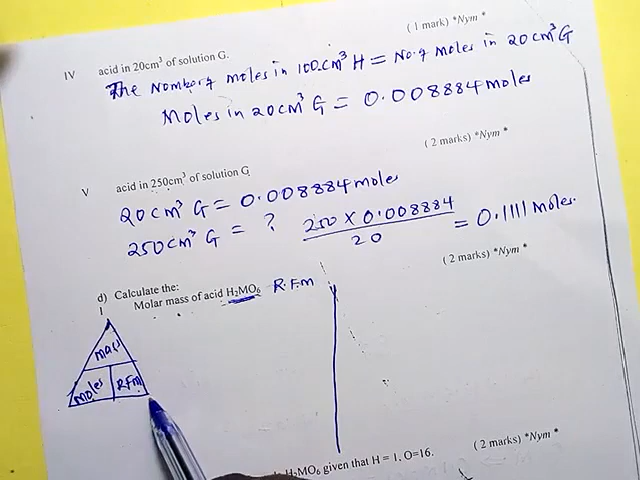 (1 mark) *Nym *
IV acid in 20cm³ of solution G.
The Number of moles in 100cm³ H = No. of moles in 20cm³ G
Moles in 20cm³ G = 0.008884 moles
(2 marks) *Nym *
V acid in 250cm³ of solution G
20cm³ G = 0.008884 moles
250cm³ G = ? 250 X 0.008884 / 20 = 0.1111 moles.
(2 marks) *Nym *
d) Calculate the:
I Molar mass of acid H₂MO₆ R.F.M
mass
moles R.F.M
H₂MO₆ given that H = 1, O=16.
(2 marks) *Nym *